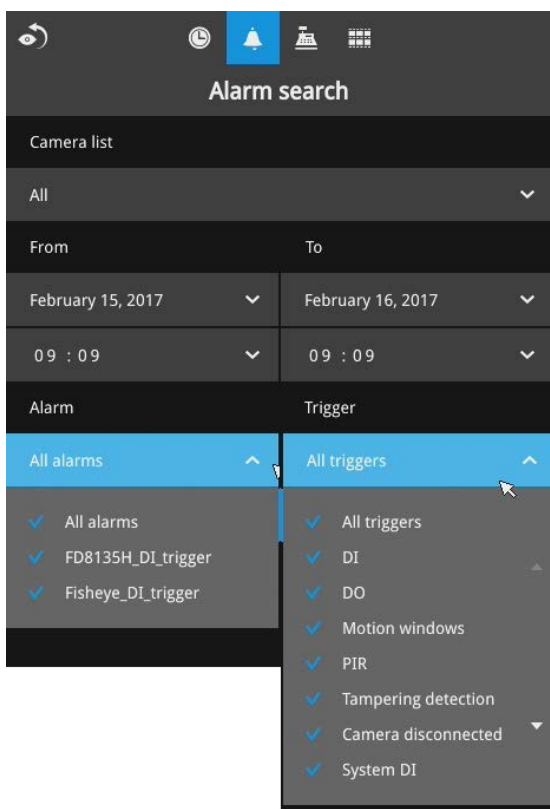 Alarm search
Camera list
All
From To
February 15, 2017 February 16, 2017
09 : 09 09 : 09
Alarm Trigger
All alarms All triggers
All alarms All triggers
FD8135H_DI_trigger DI
Fisheye_DI_trigger DO
Motion windows
PIR
Tampering detection
Camera disconnected
System DI